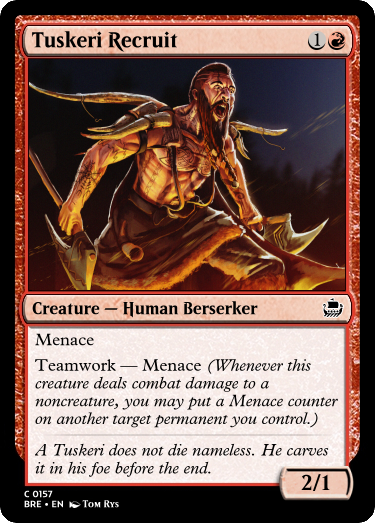 Tuskeri Recruit 1
Creature — Human Berserker
Menace
Teamwork — Menace (Whenever this
creature deals combat damage to a
noncreature, you may put a Menace counter
on another target permanent you control.)
A Tuskeri does not die nameless. He carves
it in his foe before the end.
2/1
C 0157
BRE • EN Tom Rys